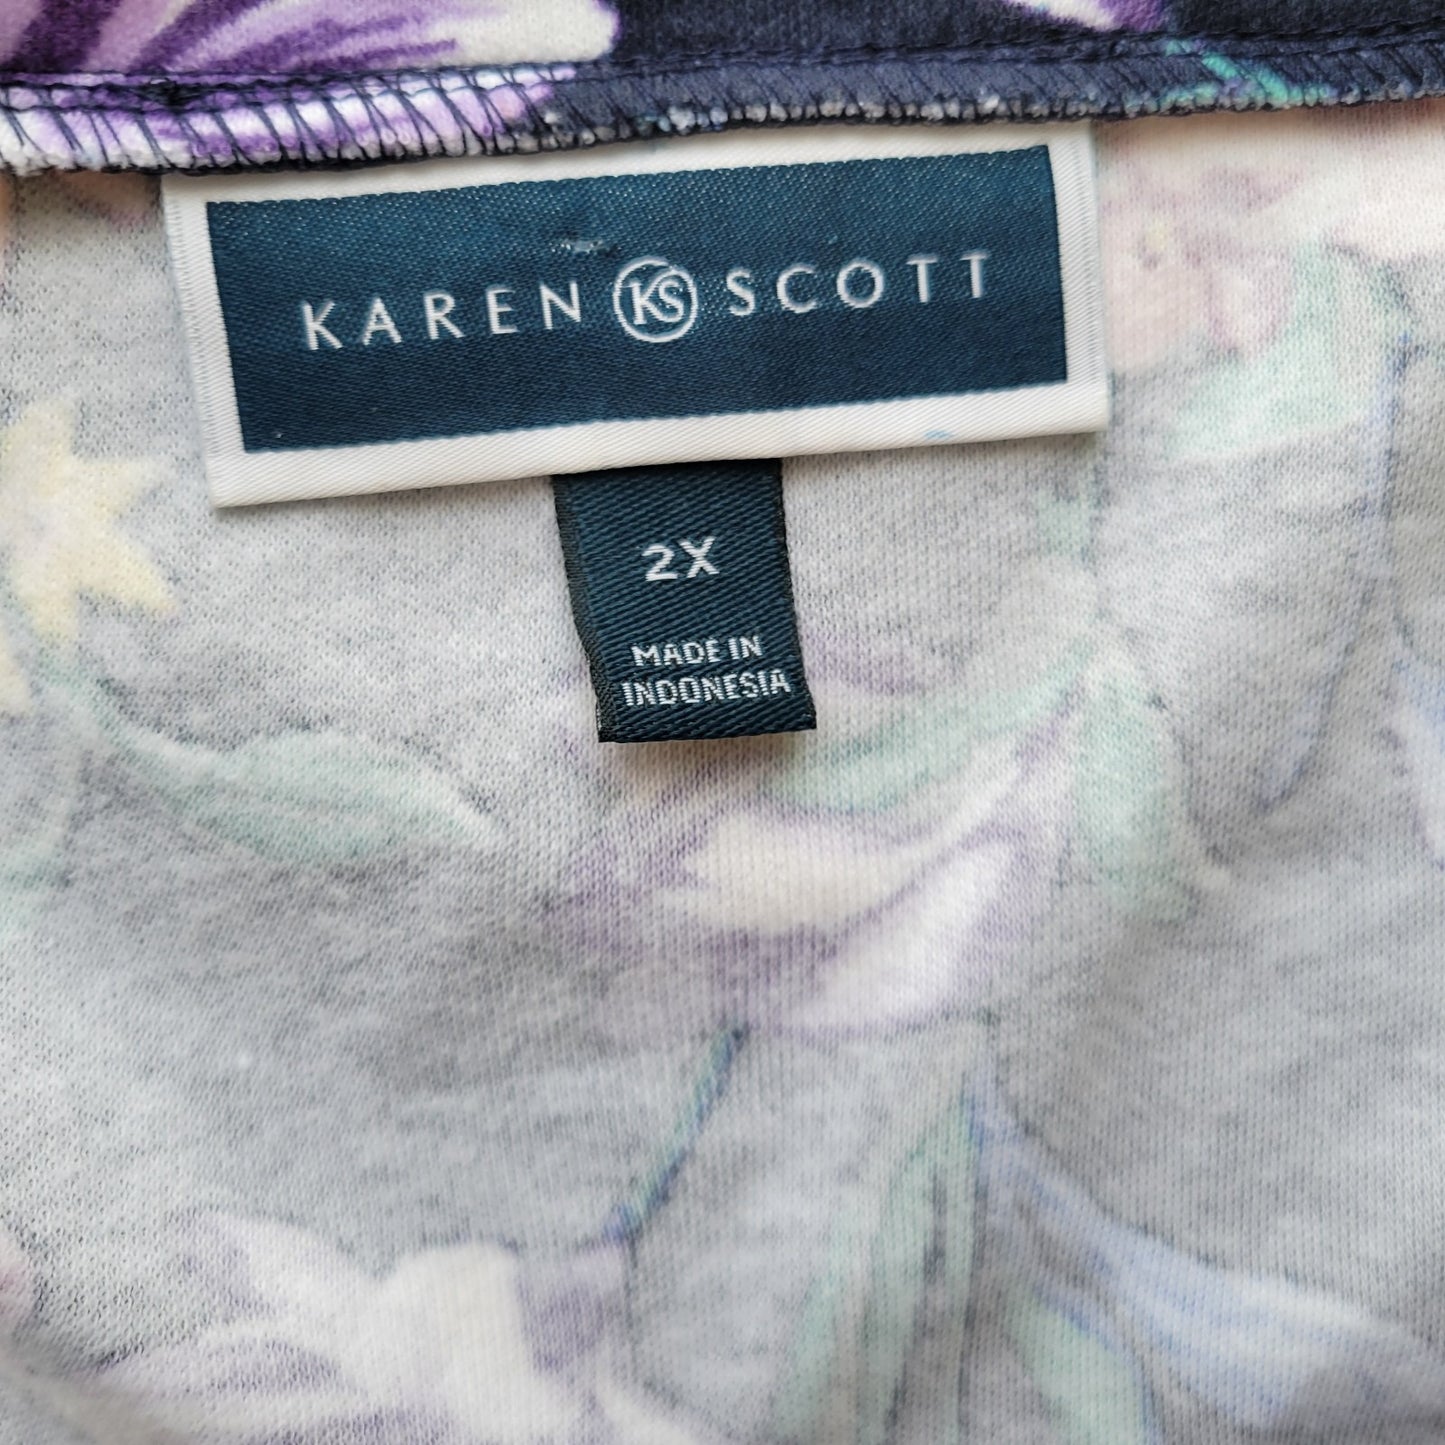 KAREN KS SCOTT
2X
MADE IN
INDONESIA